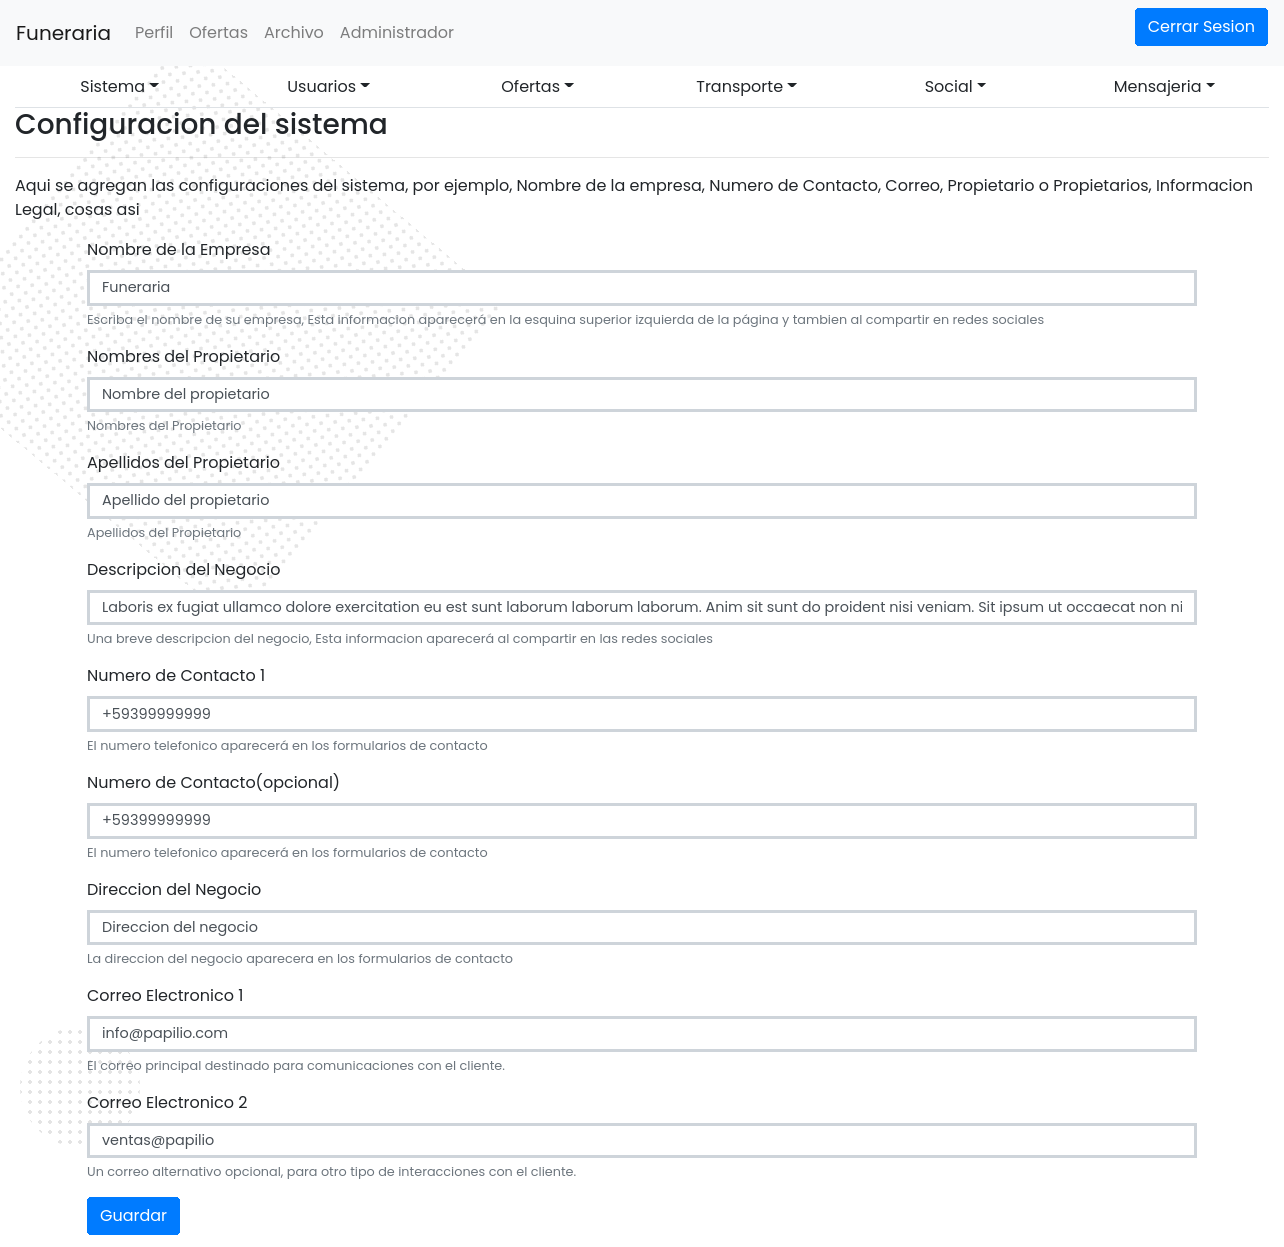 Funeraria Perfil Ofertas Archivo Administrador Cerrar Sesion
Sistema Usuarios Ofertas Transporte Social Mensajeria
Configuracion del sistema
Aqui se agregan las configuraciones del sistema, por ejemplo, Nombre de la empresa, Numero de Contacto, Correo, Propietario o Propietarios, Informacion
Legal, cosas asi
Nombre de la Empresa
Funeraria
Escriba el nombre de su empresa, Esta informacion aparecerá en la esquina superior izquierda de la página y tambien al compartir en redes sociales
Nombres del Propietario
Nombre del propietario
Nombres del Propietario
Apellidos del Propietario
Apellido del propietario
Apellidos del Propietario
Descripcion del Negocio
Laboris ex fugiat ullamco dolore exercitation eu est sunt laborum laborum laborum. Anim sit sunt do proident nisi veniam. Sit ipsum ut occaecat non ni
Una breve descripcion del negocio, Esta informacion aparecerá al compartir en las redes sociales
Numero de Contacto 1
+59399999999
El numero telefonico aparecerá en los formularios de contacto
Numero de Contacto(opcional)
+59399999999
El numero telefonico aparecerá en los formularios de contacto
Direccion del Negocio
Direccion del negocio
La direccion del negocio aparecera en los formularios de contacto
Correo Electronico 1
info@papilio.com
El correo principal destinado para comunicaciones con el cliente.
Correo Electronico 2
ventas@papilio
Un correo alternativo opcional, para otro tipo de interacciones con el cliente.
Guardar